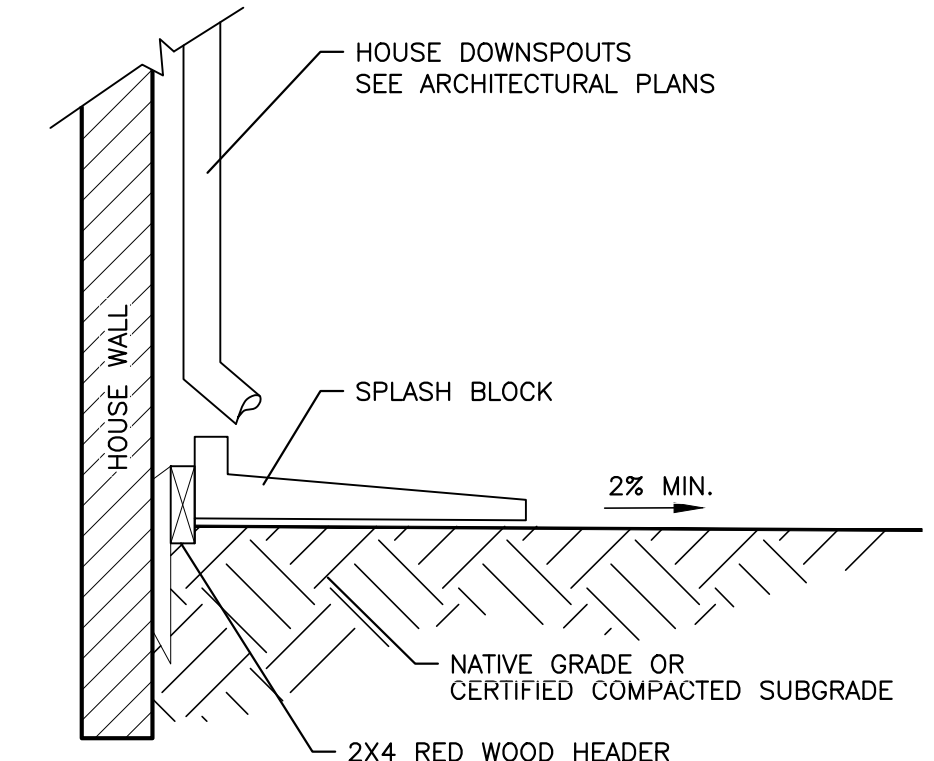 HOUSE DOWNSPOUTS
SEE ARCHITECTURAL PLANS
HOUSE WALL
SPLASH BLOCK
2% MIN.
NATIVE GRADE OR
CERTIFIED COMPACTED SUBGRADE
2X4 RED WOOD HEADER